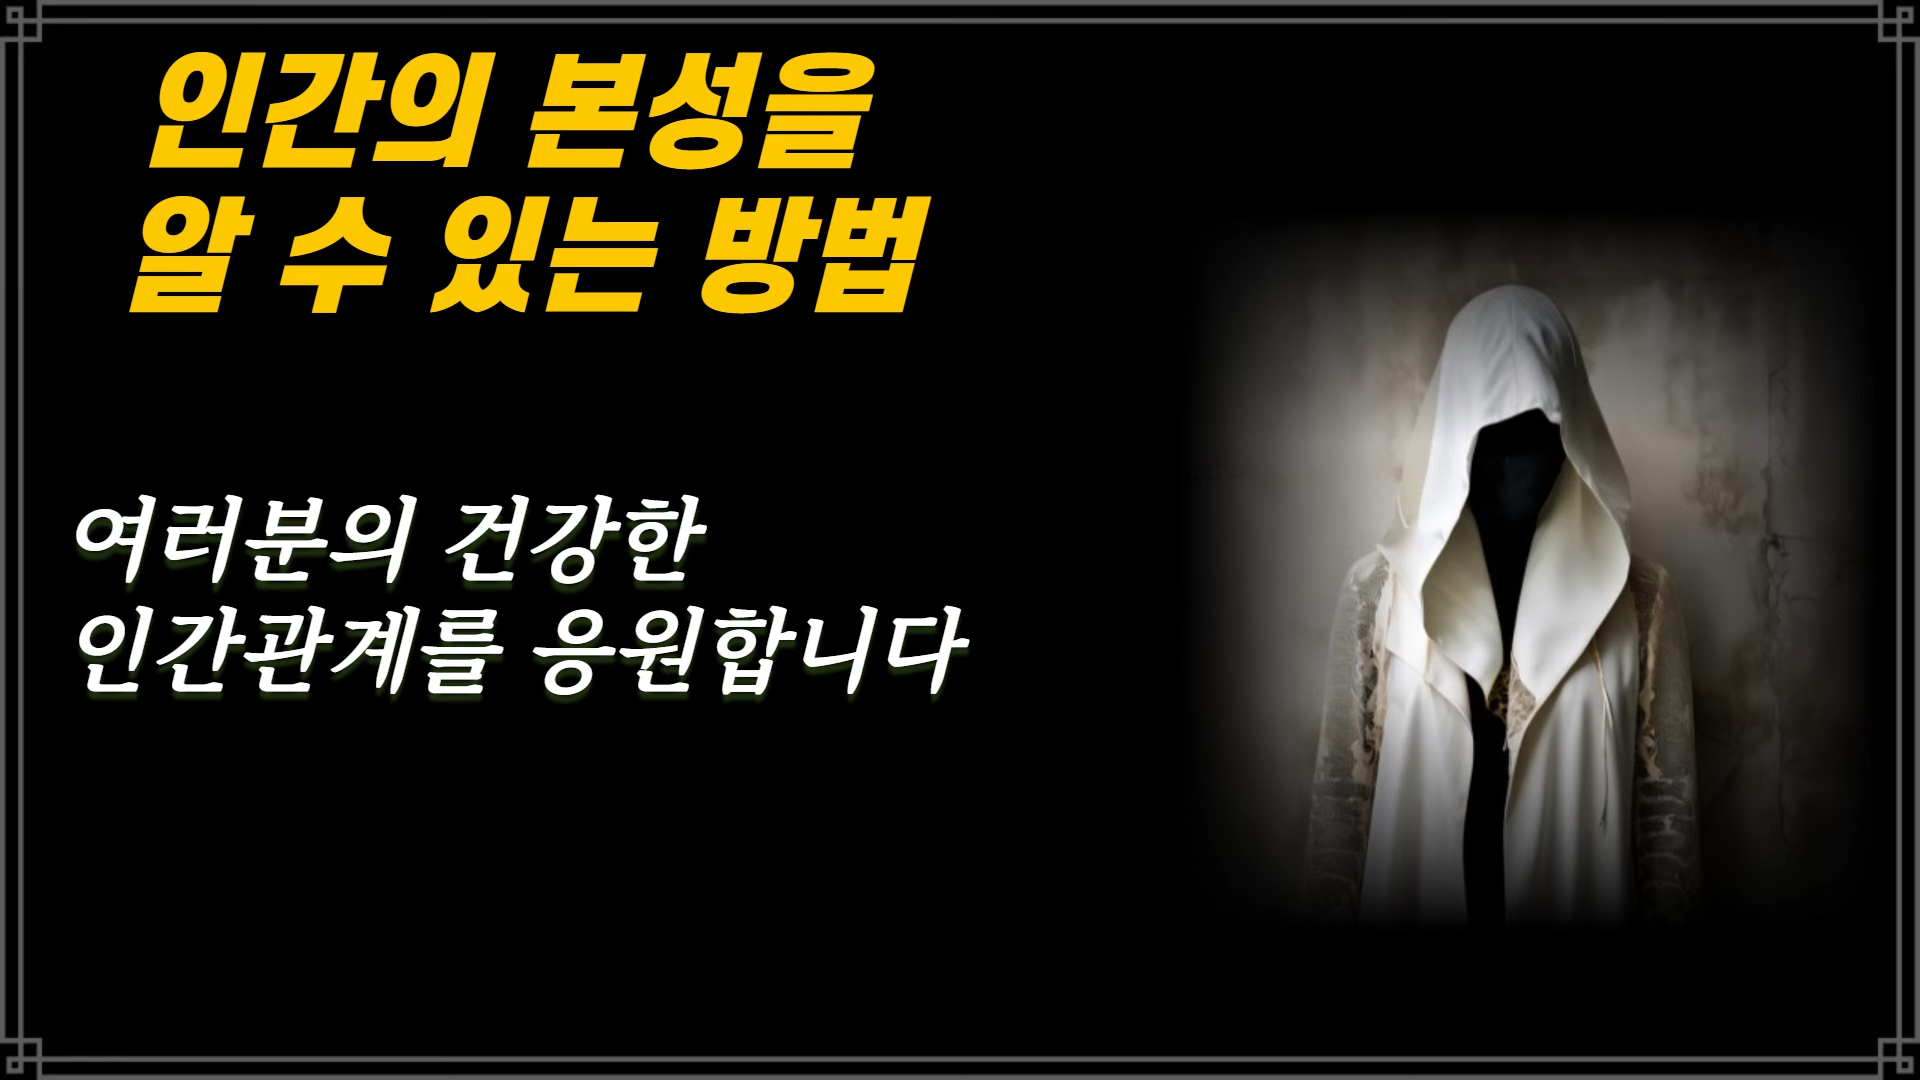 인간의 본성을
알 수 있는 방법
여러분의 건강한
인간관계를 응원합니다